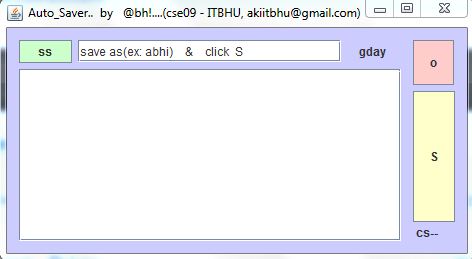 Auto_Saver.. by @bh!....(cse09 - ITBHU, akiitbhu@gmail.com)
ss save as(ex: abhi) & click S gday o
S
cs--